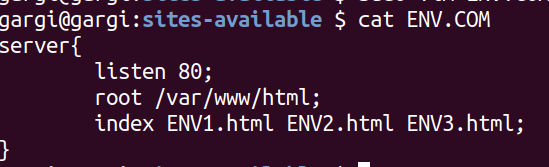 gargi@gargi:sites-available $ cat ENV.COM
server{
        listen 80;
        root /var/www/html;
        index ENV1.html ENV2.html ENV3.html;
}